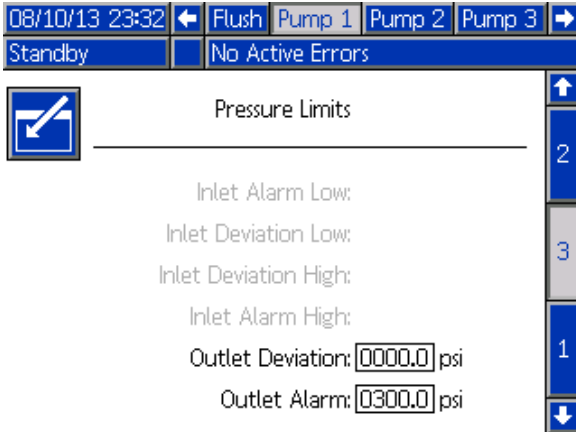 08/10/13 23:32 Flush Pump 1 Pump 2 Pump 3
Standby No Active Errors
Pressure Limits
2
Inlet Alarm Low:
Inlet Deviation Low:
3
Inlet Deviation High:
Inlet Alarm High:
1
Outlet Deviation: 0000.0 psi
Outlet Alarm: 0300.0 psi